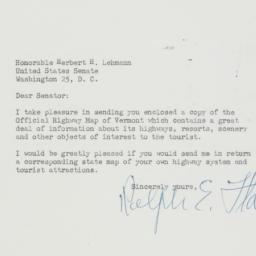 Honorable Herbert H. Lehmann
United States Senate
Washington 25, D. C.
Dear Senator:
I take pleasure in sending you enclosed a copy of the
Official Highway Map of Vermont which contains a great
deal of information about its highways, resorts, scenery
and other objects of interest to the tourist.
I would be greatly pleased if you would send me in return
a corresponding state map of your own highway system and
tourist attractions.
Sincerely yours,
Ralph E. Fla